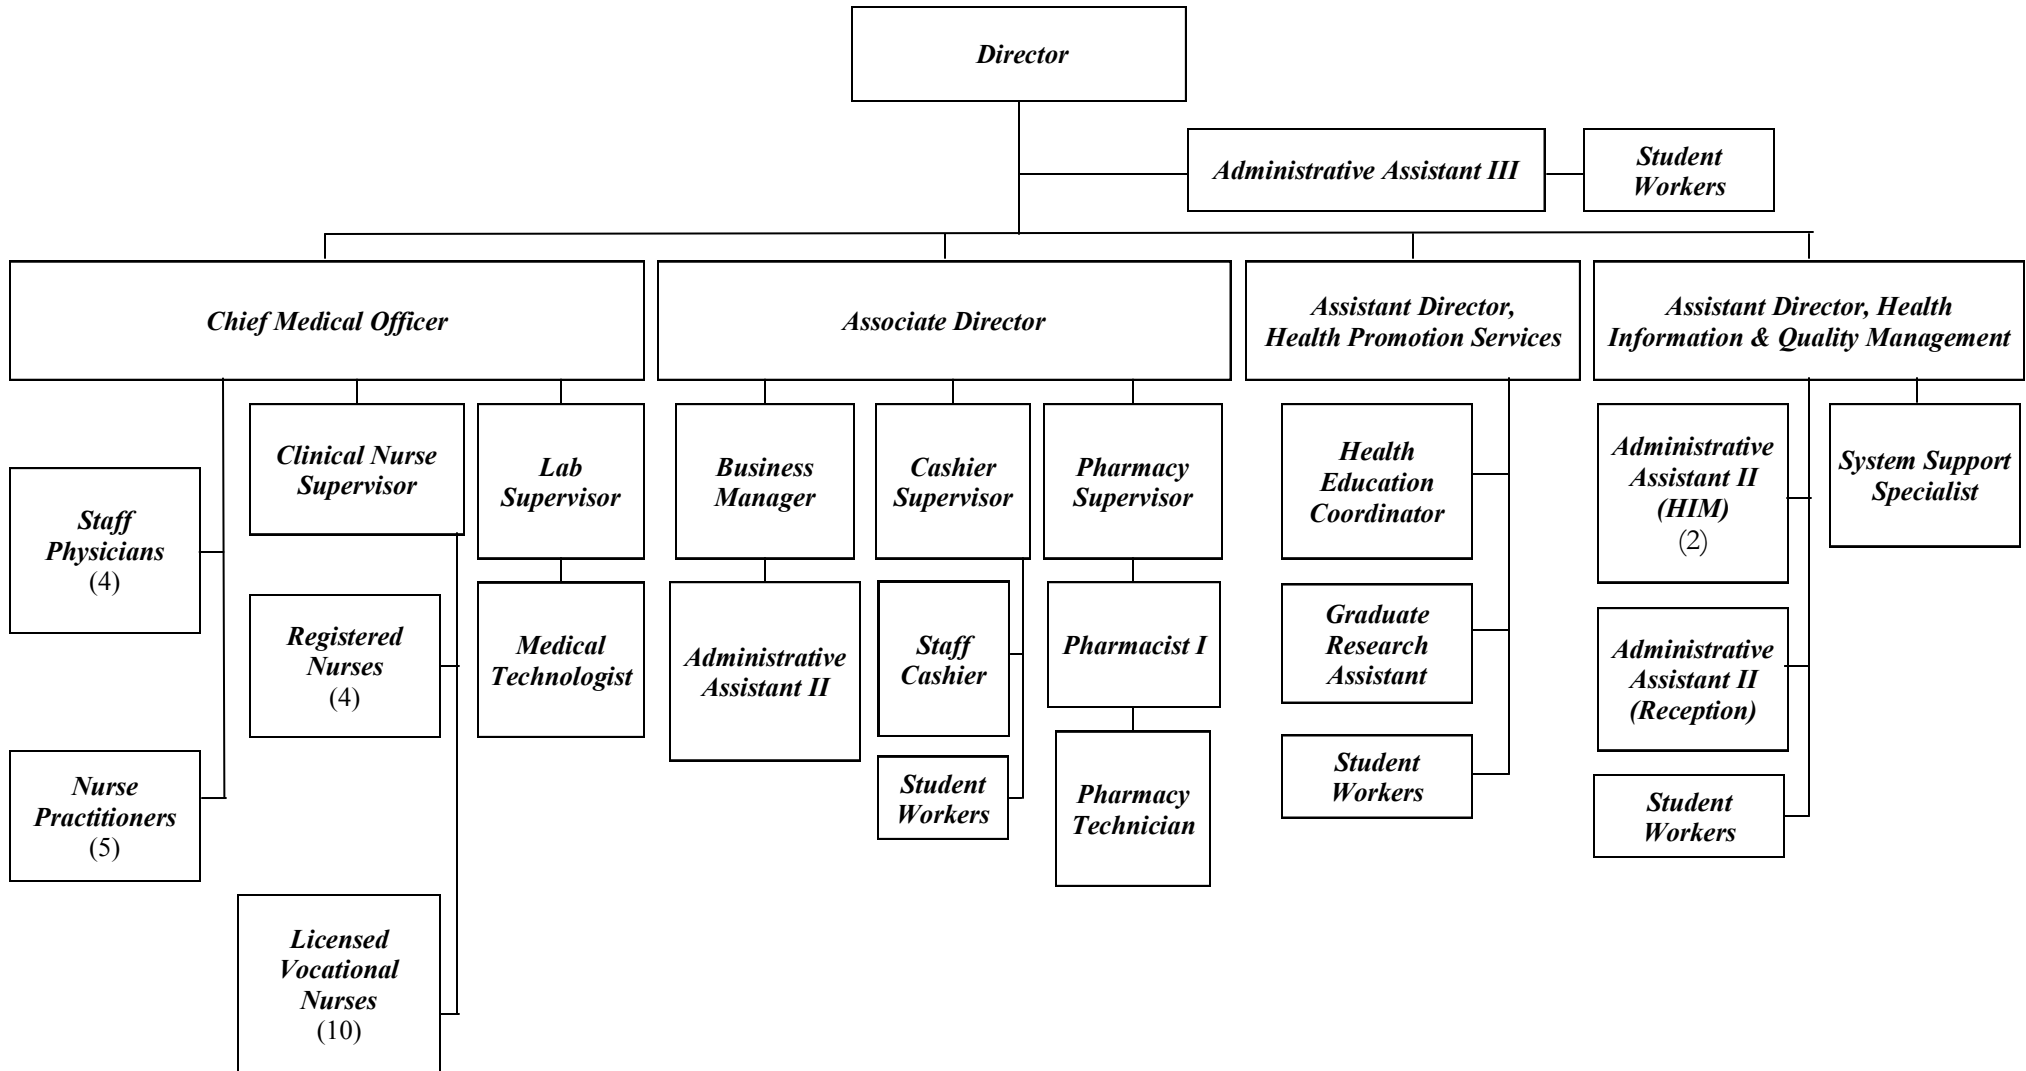 Director
Administrative Assistant III
Student
Workers
Chief Medical Officer
Associate Director
Assistant Director,
Health Promotion Services
Assistant Director, Health
Information & Quality Management
Clinical Nurse
Supervisor
Lab
Supervisor
Business
Manager
Cashier
Supervisor
Pharmacy
Supervisor
Health
Education
Coordinator
Administrative
Assistant II
(HIM)
(2)
System Support
Specialist
Staff
Physicians
(4)
Registered
Nurses
(4)
Medical
Technologist
Administrative
Assistant II
Staff
Cashier
Pharmacist I
Graduate
Research
Assistant
Administrative
Assistant II
(Reception)
Nurse
Practitioners
(5)
Student
Workers
Pharmacy
Technician
Student
Workers
Student
Workers
Licensed
Vocational
Nurses
(10)